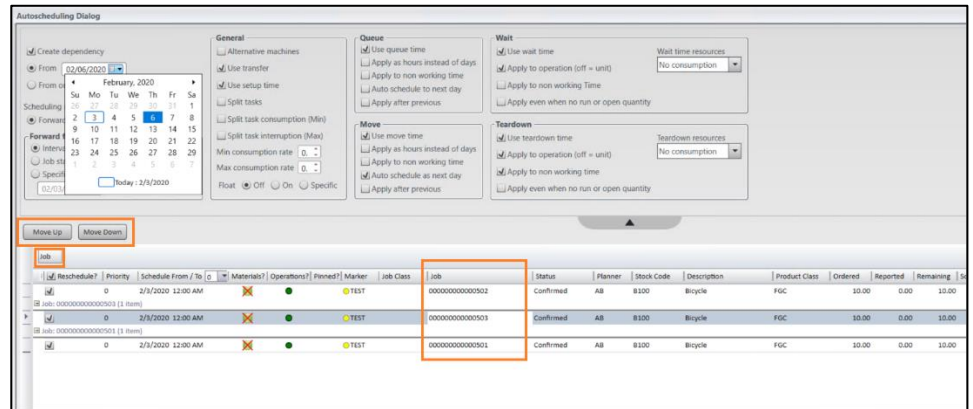 Autoscheduling Dialog
Create dependency
From 02/06/2020
From o
February, 2020
Su Mo Tu We Th Fr Sa
26 27 28 29 30 31 1
2 3 4 5 6 7 8
9 10 11 12 13 14 15
16 17 18 19 20 21 22
23 24 25 26 27 28 29
1 2 3 4 5 6 7
Today : 2/3/2020
Scheduling
Forward
Forward f
Interva
Job sta
Specifi
02/03/
General
Alternative machines
Use transfer
Use setup time
Split tasks
Split task consumption (Min)
Split task interruption (Max)
Min consumption rate 0.
Max consumption rate 0.
Float Off On Specific
Queue
Use queue time
Apply as hours instead of days
Apply to non working time
Auto schedule to next day
Apply after previous
Move
Use move time
Apply as hours instead of days
Apply to non working time
Auto schedule as next day
Apply after previous
Wait
Use wait time
Wait time resources
Apply to operation (off = unit)
No consumption
Apply to non working Time
Apply even when no run or open quantity
Teardown
Use teardown time
Teardown resources
Apply to operation (off = unit)
No consumption
Apply to non working time
Apply even when no run or open quantity
Move Up Move Down
Job
Reschedule? Priority Schedule From / To 0 Materials? Operations? Pinned? Marker Job Class Job Status Planner Stock Code Description Product Class Ordered Reported Remaining Sc
0 2/3/2020 12:00 AM TEST 000000000000502 Confirmed AB B100 Bicycle FGC 10.00 0.00 10.00
Job: 000000000000503 (1 item)
0 2/3/2020 12:00 AM TEST 000000000000503 Confirmed AB B100 Bicycle FGC 10.00 0.00 10.00
Job: 000000000000501 (1 item)
0 2/3/2020 12:00 AM TEST 000000000000501 Confirmed AB B100 Bicycle FGC 10.00 0.00 10.00